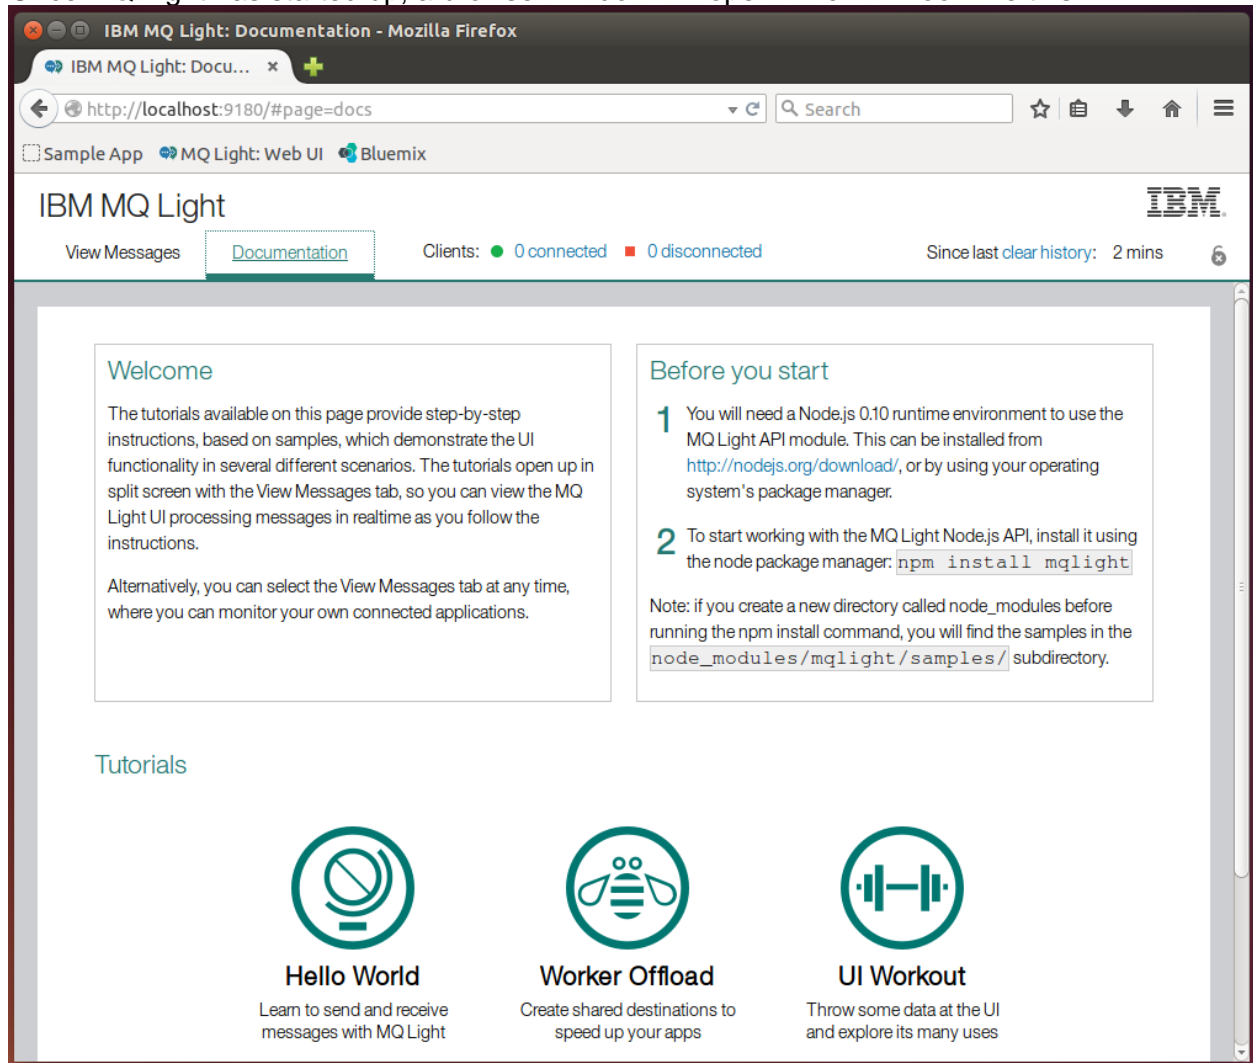 IBM MQ Light: Documentation - Mozilla Firefox
IBM MQ Light: Docu...
http://localhost:9180/#page=docs
Search
Sample App MQ Light: Web UI Bluemix
IBM MQ Light
IBM.
View Messages Documentation Clients: 0 connected 0 disconnected Since last clear history: 2 mins
Welcome
The tutorials available on this page provide step-by-step
instructions, based on samples, which demonstrate the UI
functionality in several different scenarios. The tutorials open up in
split screen with the View Messages tab, so you can view the MQ
Light UI processing messages in realtime as you follow the
instructions.
Alternatively, you can select the View Messages tab at any time,
where you can monitor your own connected applications.
Before you start
1 You will need a Node.js 0.10 runtime environment to use the
MQ Light API module. This can be installed from
http://nodejs.org/download/, or by using your operating
system's package manager.
2 To start working with the MQ Light Node.js API, install it using
the node package manager: npm install mqlight
Note: if you create a new directory called node_modules before
running the npm install command, you will find the samples in the
node_modules/mqlight/samples/ subdirectory.
Tutorials
Hello World
Learn to send and receive
messages with MQ Light
Worker Offload
Create shared destinations to
speed up your apps
UI Workout
Throw some data at the UI
and explore its many uses